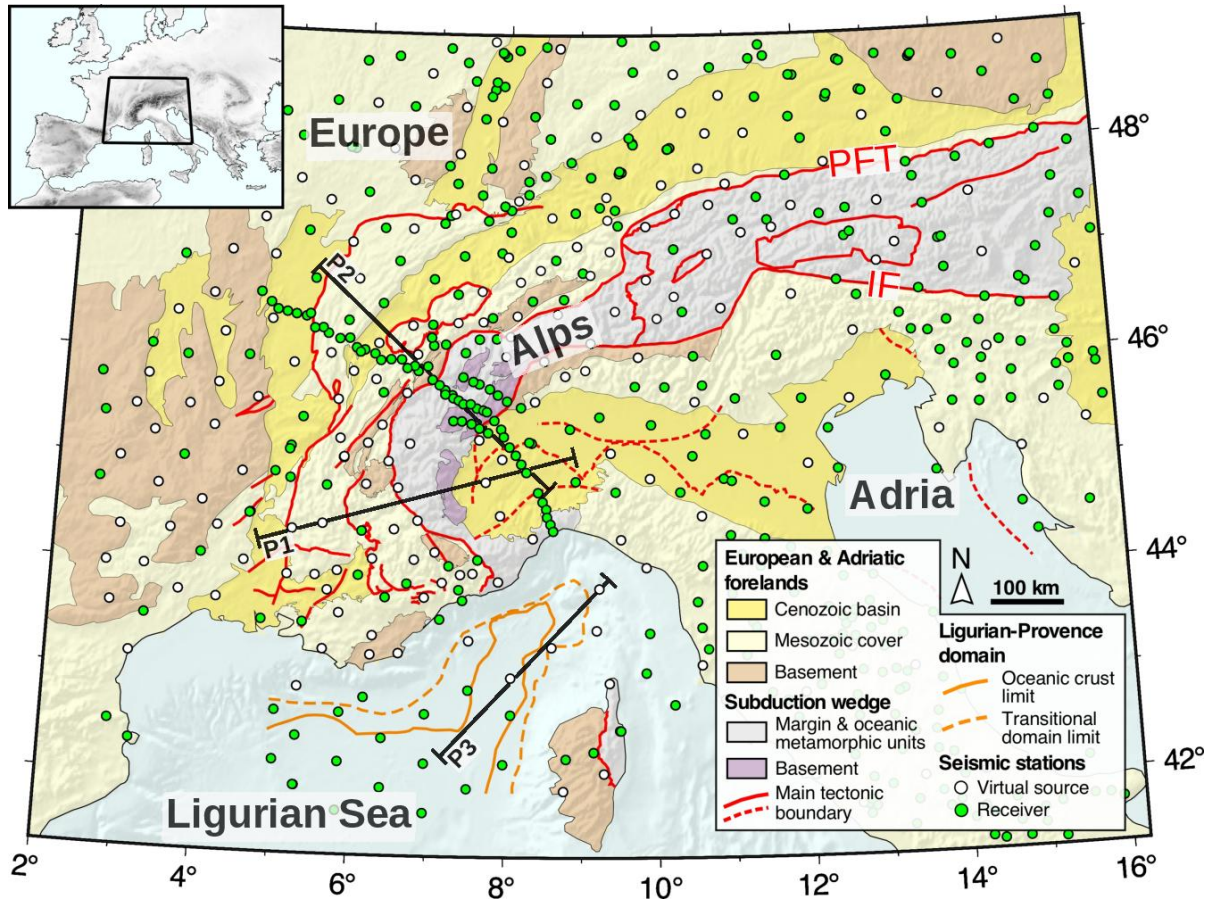 Europe
PFT
48°
P2
IF
Alps
46°
Adria
P1
44°
P3
42°
Ligurian Sea
European & Adriatic
forelands
Cenozoic basin
Mesozoic cover
Basement
Subduction wedge
Margin & oceanic
metamorphic units
Basement
Main tectonic
boundary
N
100 km
Ligurian-Provence
domain
Oceanic crust
limit
Transitional
domain limit
Seismic stations
Virtual source
Receiver
2°
4°
6°
8°
10°
12°
14°
16°